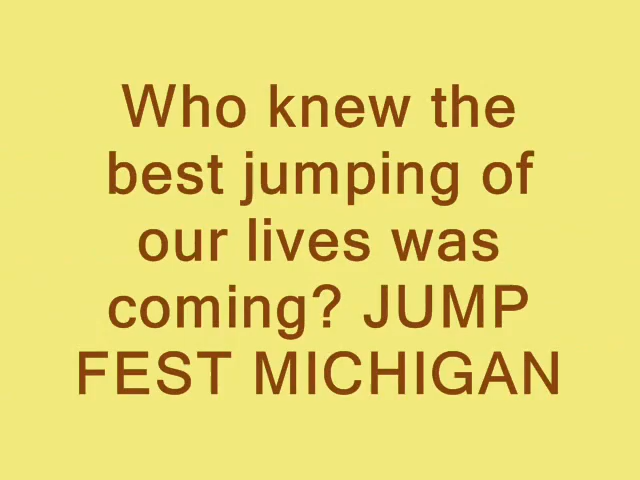 Who knew the
best jumping of
our lives was
coming? JUMP
FEST MICHIGAN